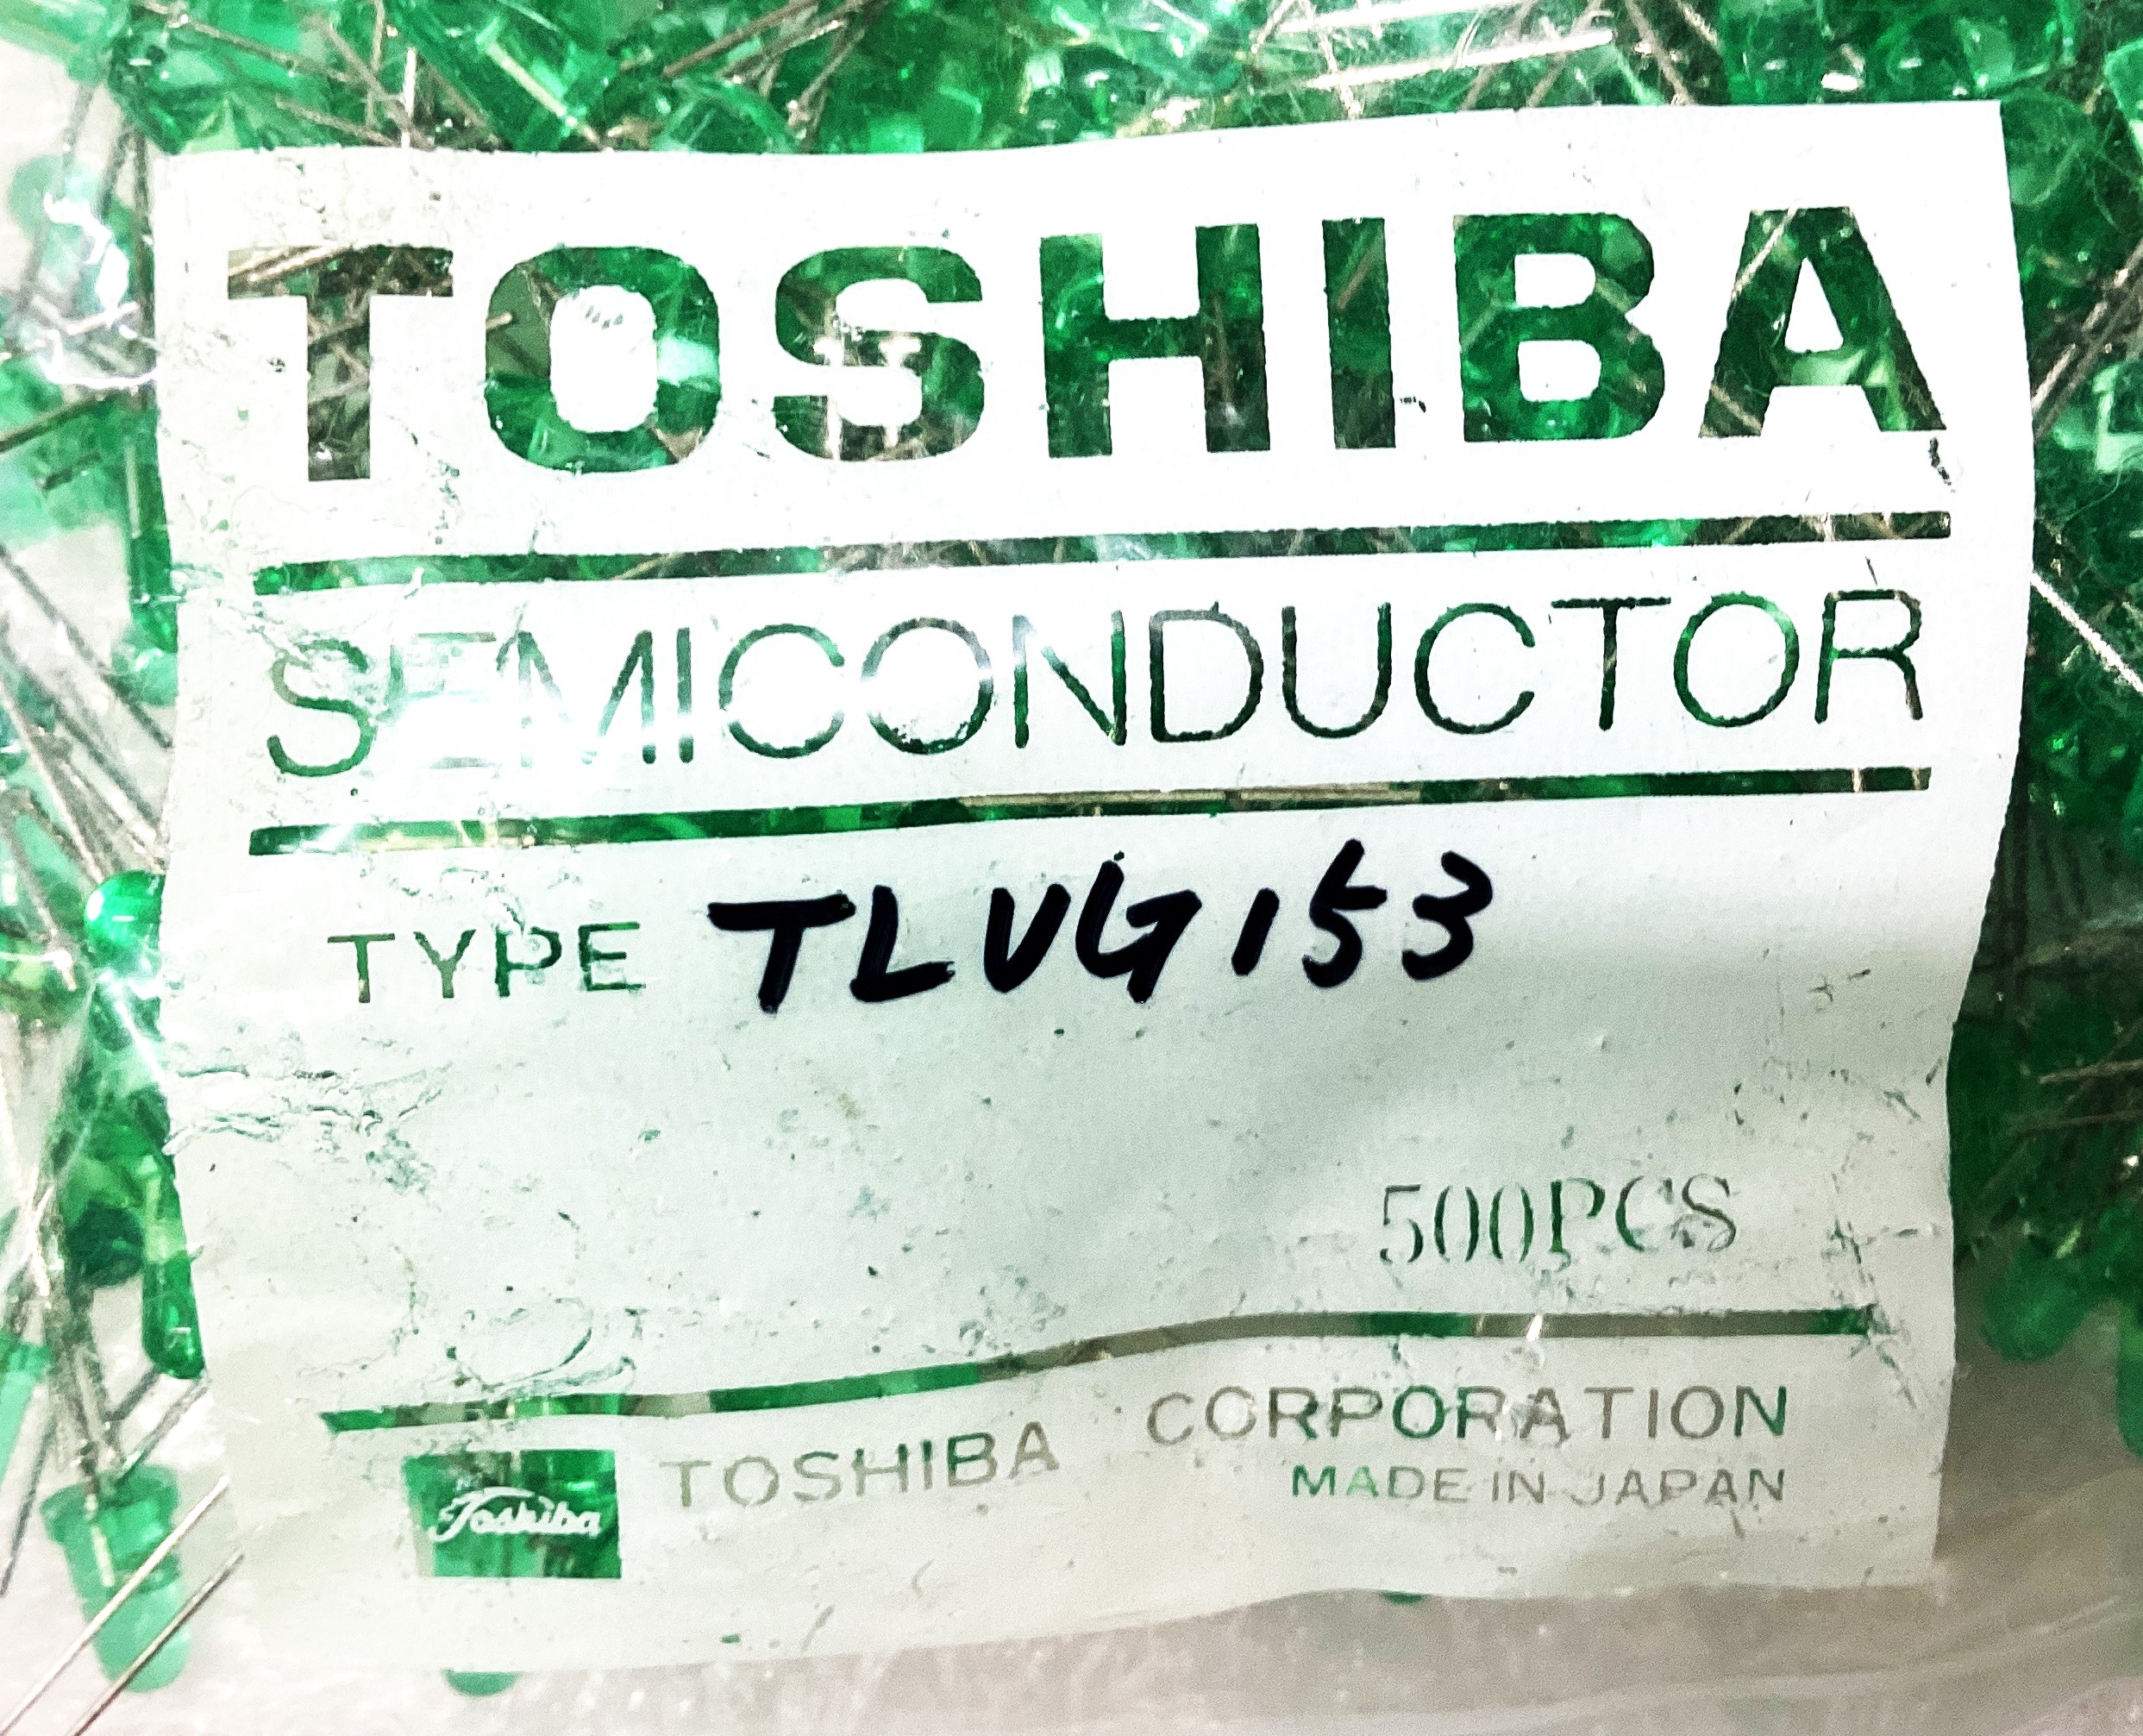 TOSHIBA
SEMICONDUCTOR
TYPE TLUG153
500PCS
Toshiba TOSHIBA CORPORATION
MADE IN JAPAN